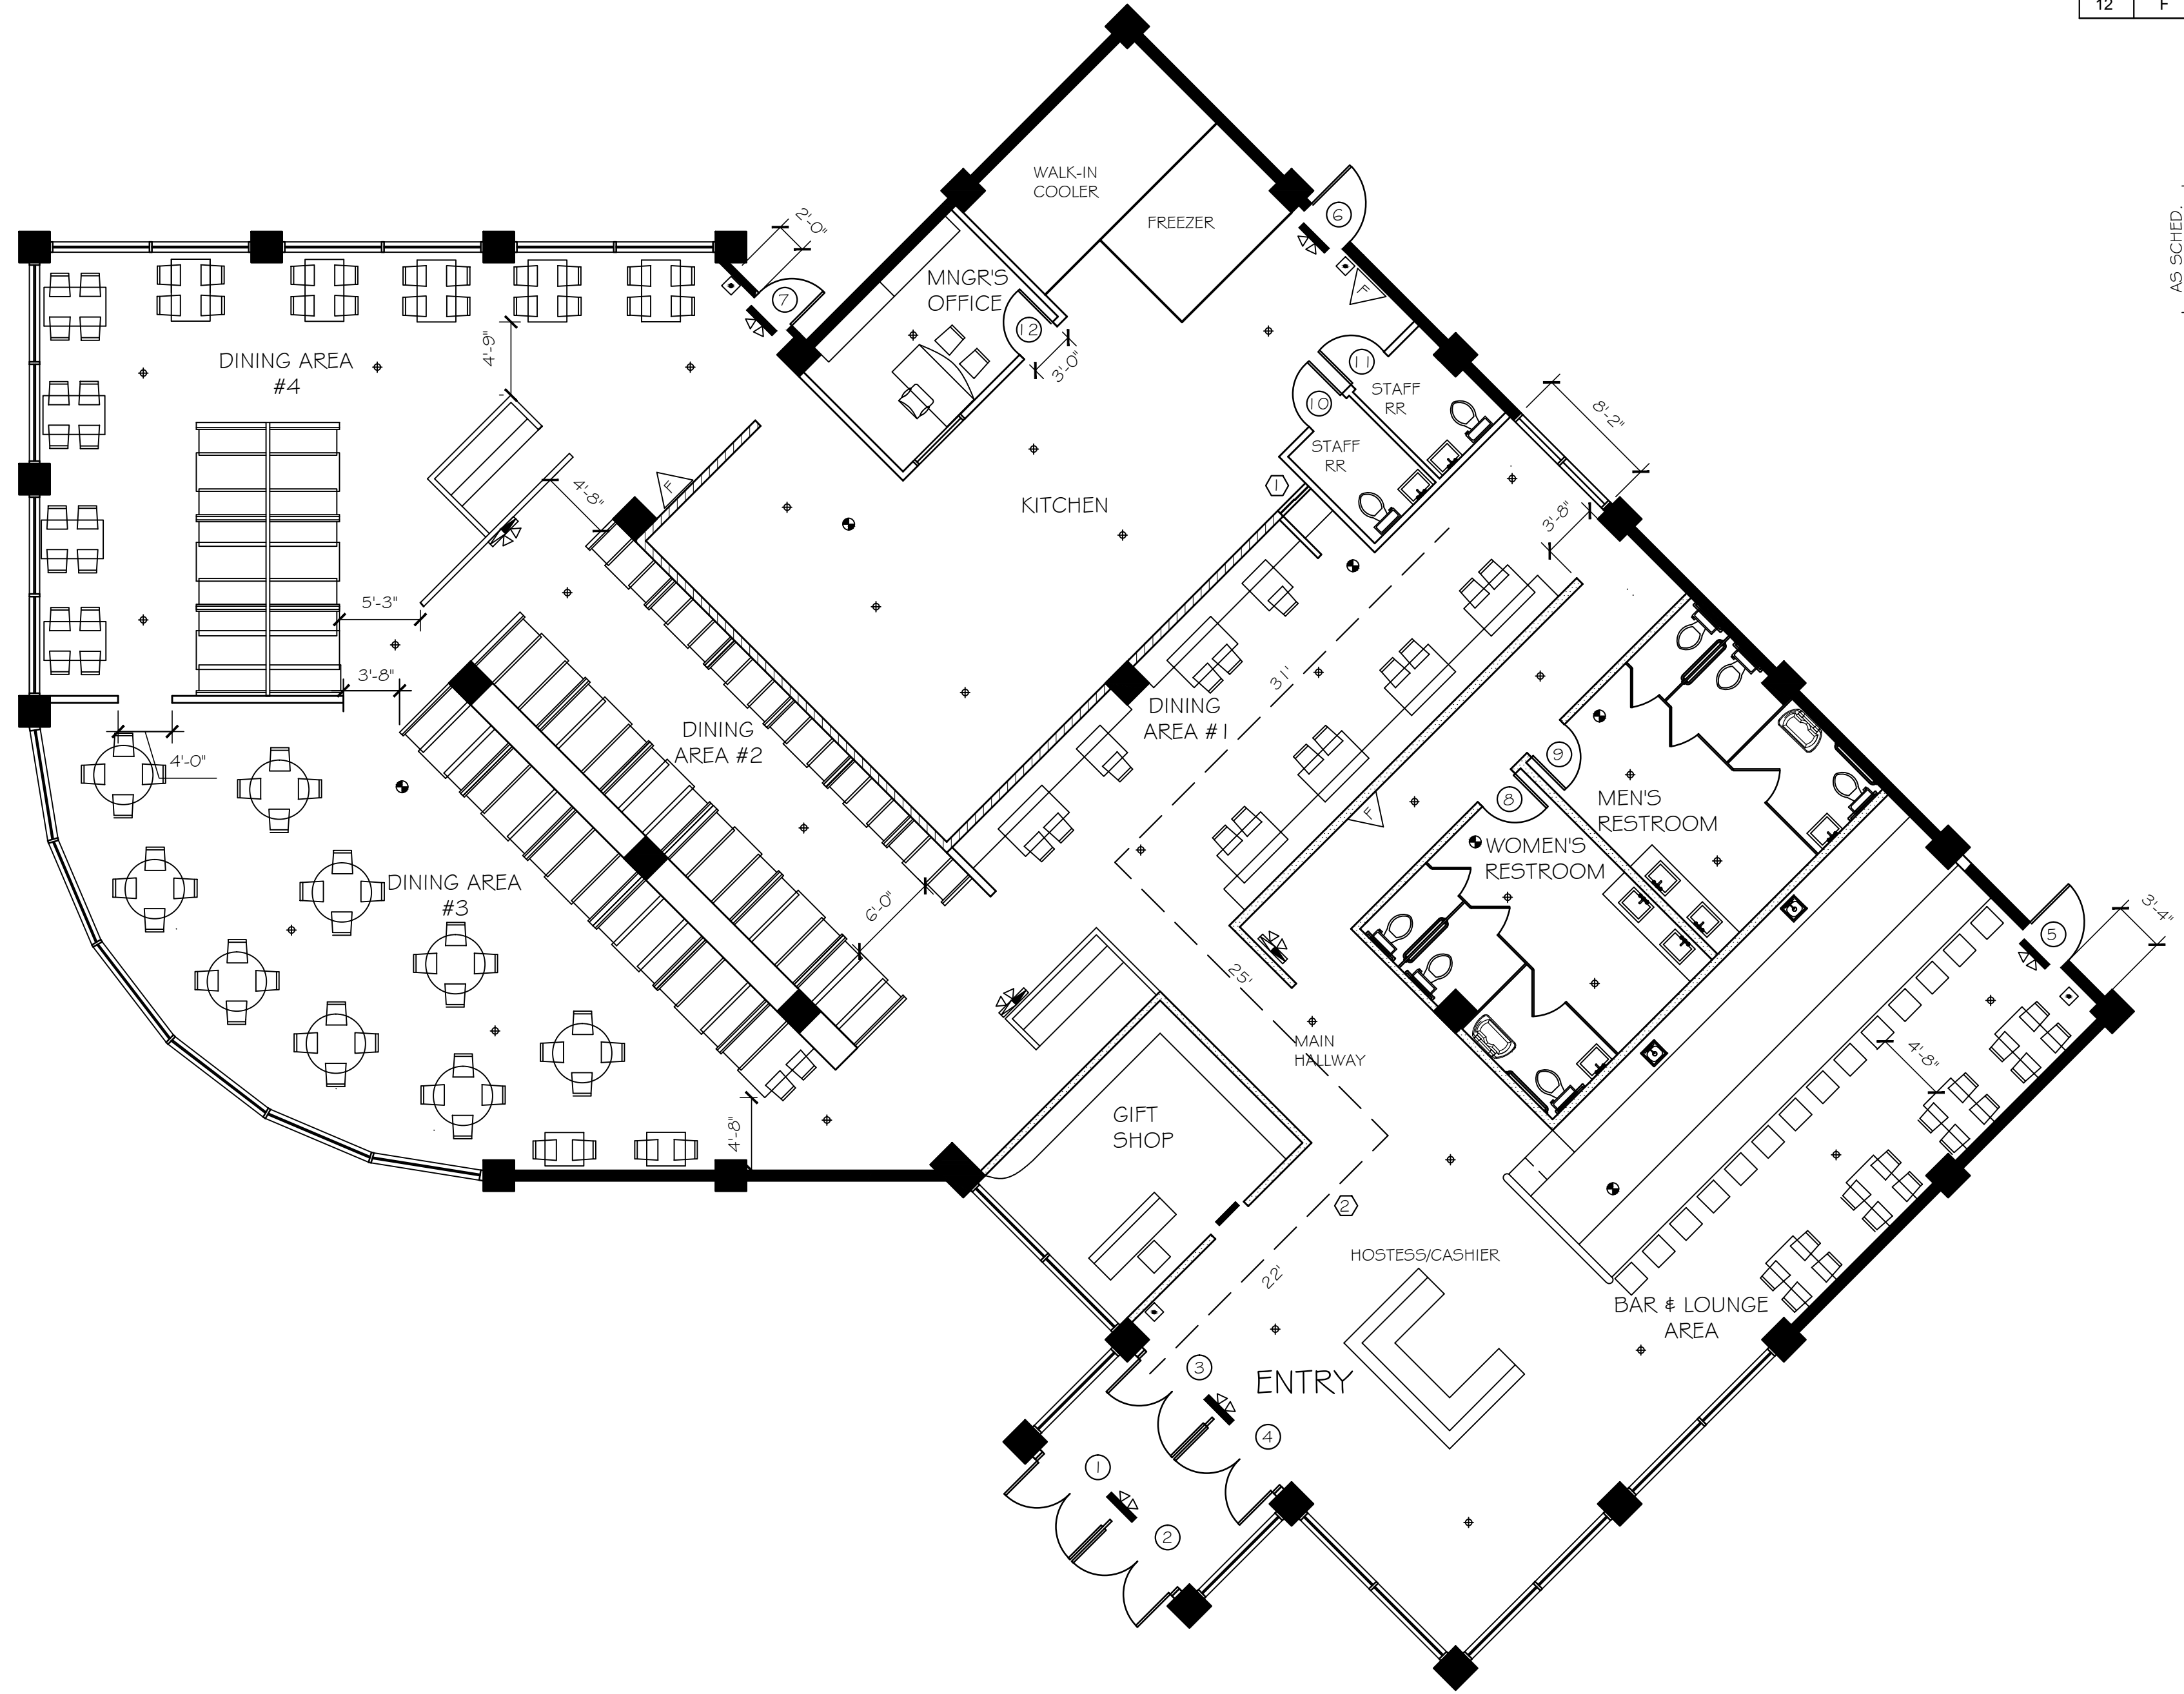 12 F
AS SCHED.
2'-0"
WALK-IN
COOLER
FREEZER
6
7
MNGR'S
OFFICE
12
3'-0"
4'-9"
DINING AREA
#4
11
STAFF
RR
10
STAFF
RR
8'-2"
F
F
4'-8"
KITCHEN
1
3'-8"
5'-3"
3'-8"
31'
DINING
AREA #1
DINING
AREA #2
4'-0"
9
8
MEN'S
RESTROOM
F
WOMEN'S
RESTROOM
DINING AREA
#3
6'-0"
5
3'-4"
25'
MAIN
HALLWAY
4'-8"
GIFT
SHOP
4'-8"
2
HOSTESS/CASHIER
22'
BAR & LOUNGE
AREA
3
ENTRY
4
1
2